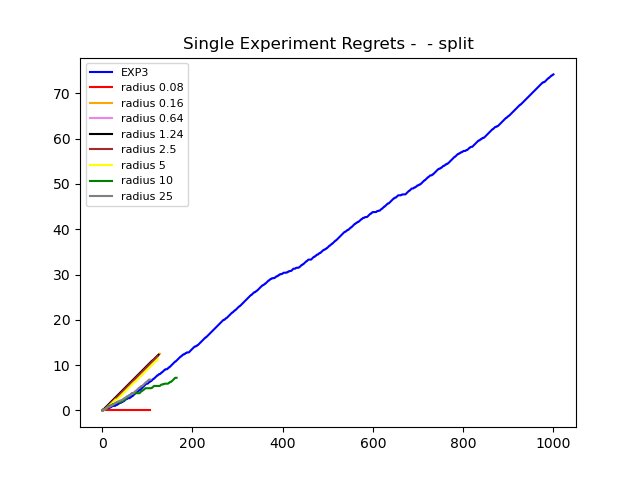 Single Experiment Regrets -  - split
EXP3
radius 0.08
radius 0.16
radius 0.64
radius 1.24
radius 2.5
radius 5
radius 10
radius 25
70
60
50
40
30
20
10
0
0 200 400 600 800 1000